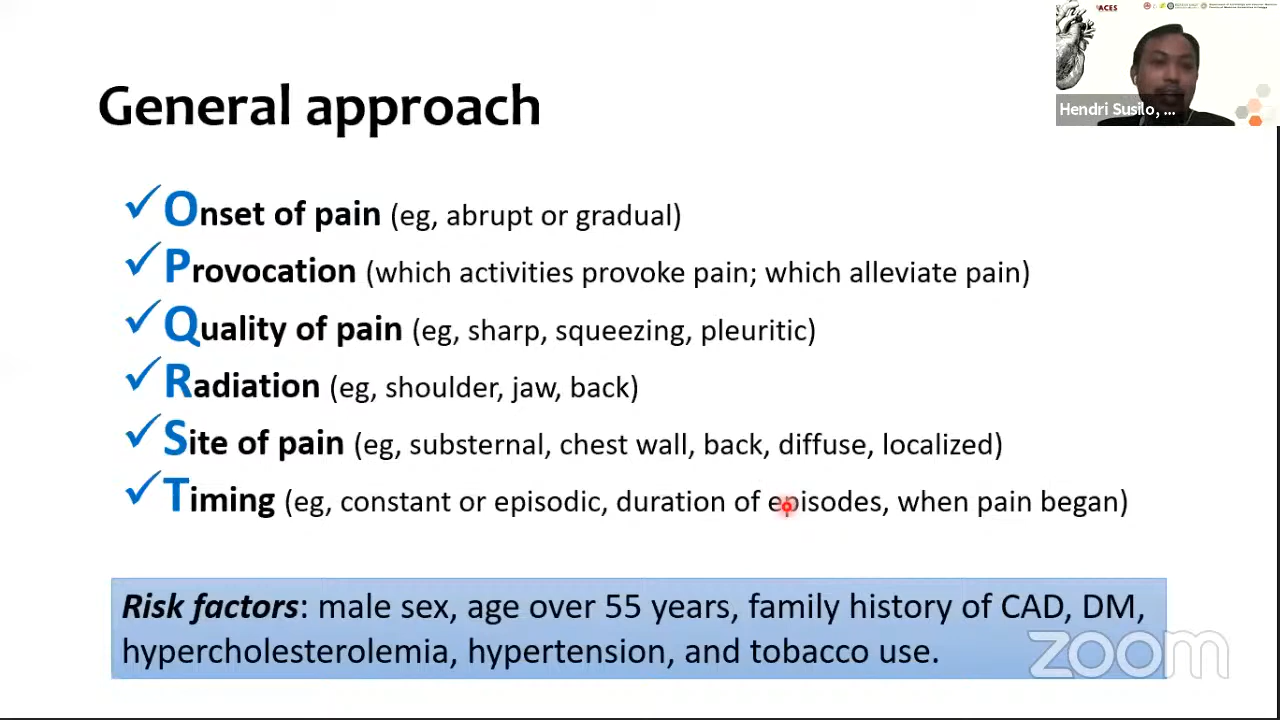 ACES
Hendri Susilo, ...
General approach
✓ Onset of pain (eg, abrupt or gradual)
✓ Provocation (which activities provoke pain; which alleviate pain)
✓ Quality of pain (eg, sharp, squeezing, pleuritic)
✓ Radiation (eg, shoulder, jaw, back)
✓ Site of pain (eg, substernal, chest wall, back, diffuse, localized)
✓ Timing (eg, constant or episodic, duration of episodes, when pain began)
Risk factors: male sex, age over 55 years, family history of CAD, DM,
hypercholesterolemia, hypertension, and tobacco use.
zoom